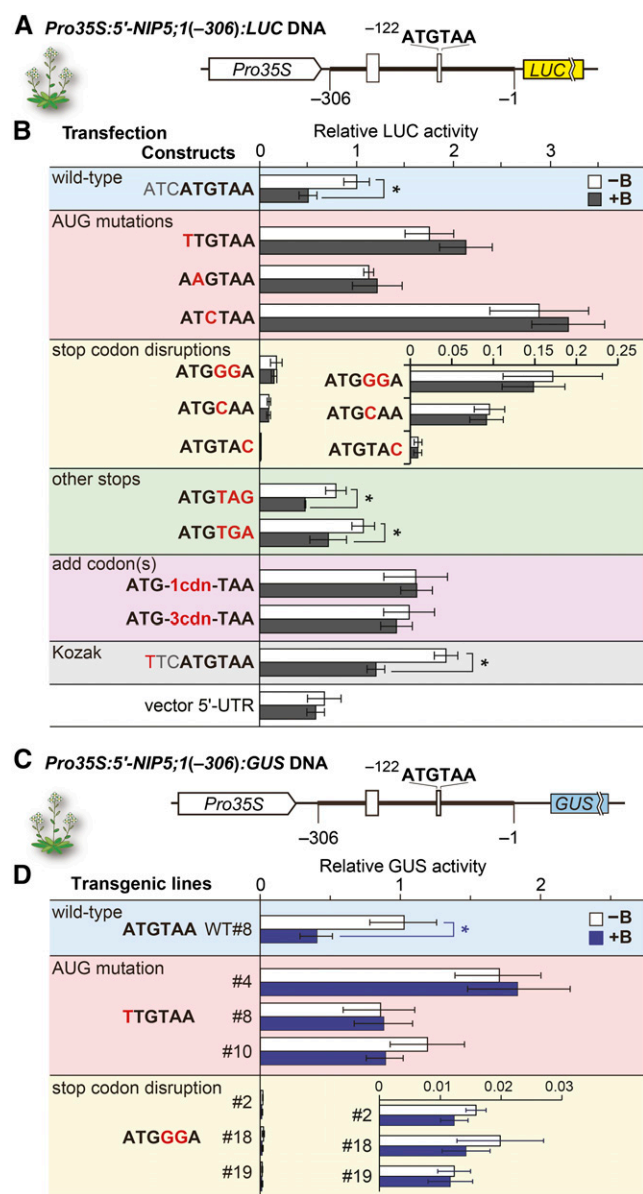 A Pro35S:5'-NIP5;1(−306):LUC DNA
−122 ATGTAA
Pro35S
LUC
−306
−1
B Transfection
Constructs
Relative LUC activity
0 1 2 3
wild-type
ATCATGTAA
*
−B
+B
AUG mutations
TTGTAA
AAGTAA
ATCTAA
stop codon disruptions
0 0.05 0.1 0.15 0.2 0.25
ATGGGA
ATGCAA
ATGTAC
ATGGGA
ATGCAA
ATGTAC
other stops
ATGTAG
*
ATGTGA
*
add codon(s)
ATG-1cdn-TAA
ATG-3cdn-TAA
Kozak
TTCATGTAA
*
vector 5'-UTR
C Pro35S:5'-NIP5;1(−306):GUS DNA
−122 ATGTAA
Pro35S
GUS
−306
−1
D Transgenic lines
Relative GUS activity
0 1 2
wild-type
ATGTAA WT#8
*
−B
+B
AUG mutation
#4
TTGTAA
#8
#10
stop codon disruption
0 0.01 0.02 0.03
#2
ATGGGA
#18
#19
#2
#18
#19